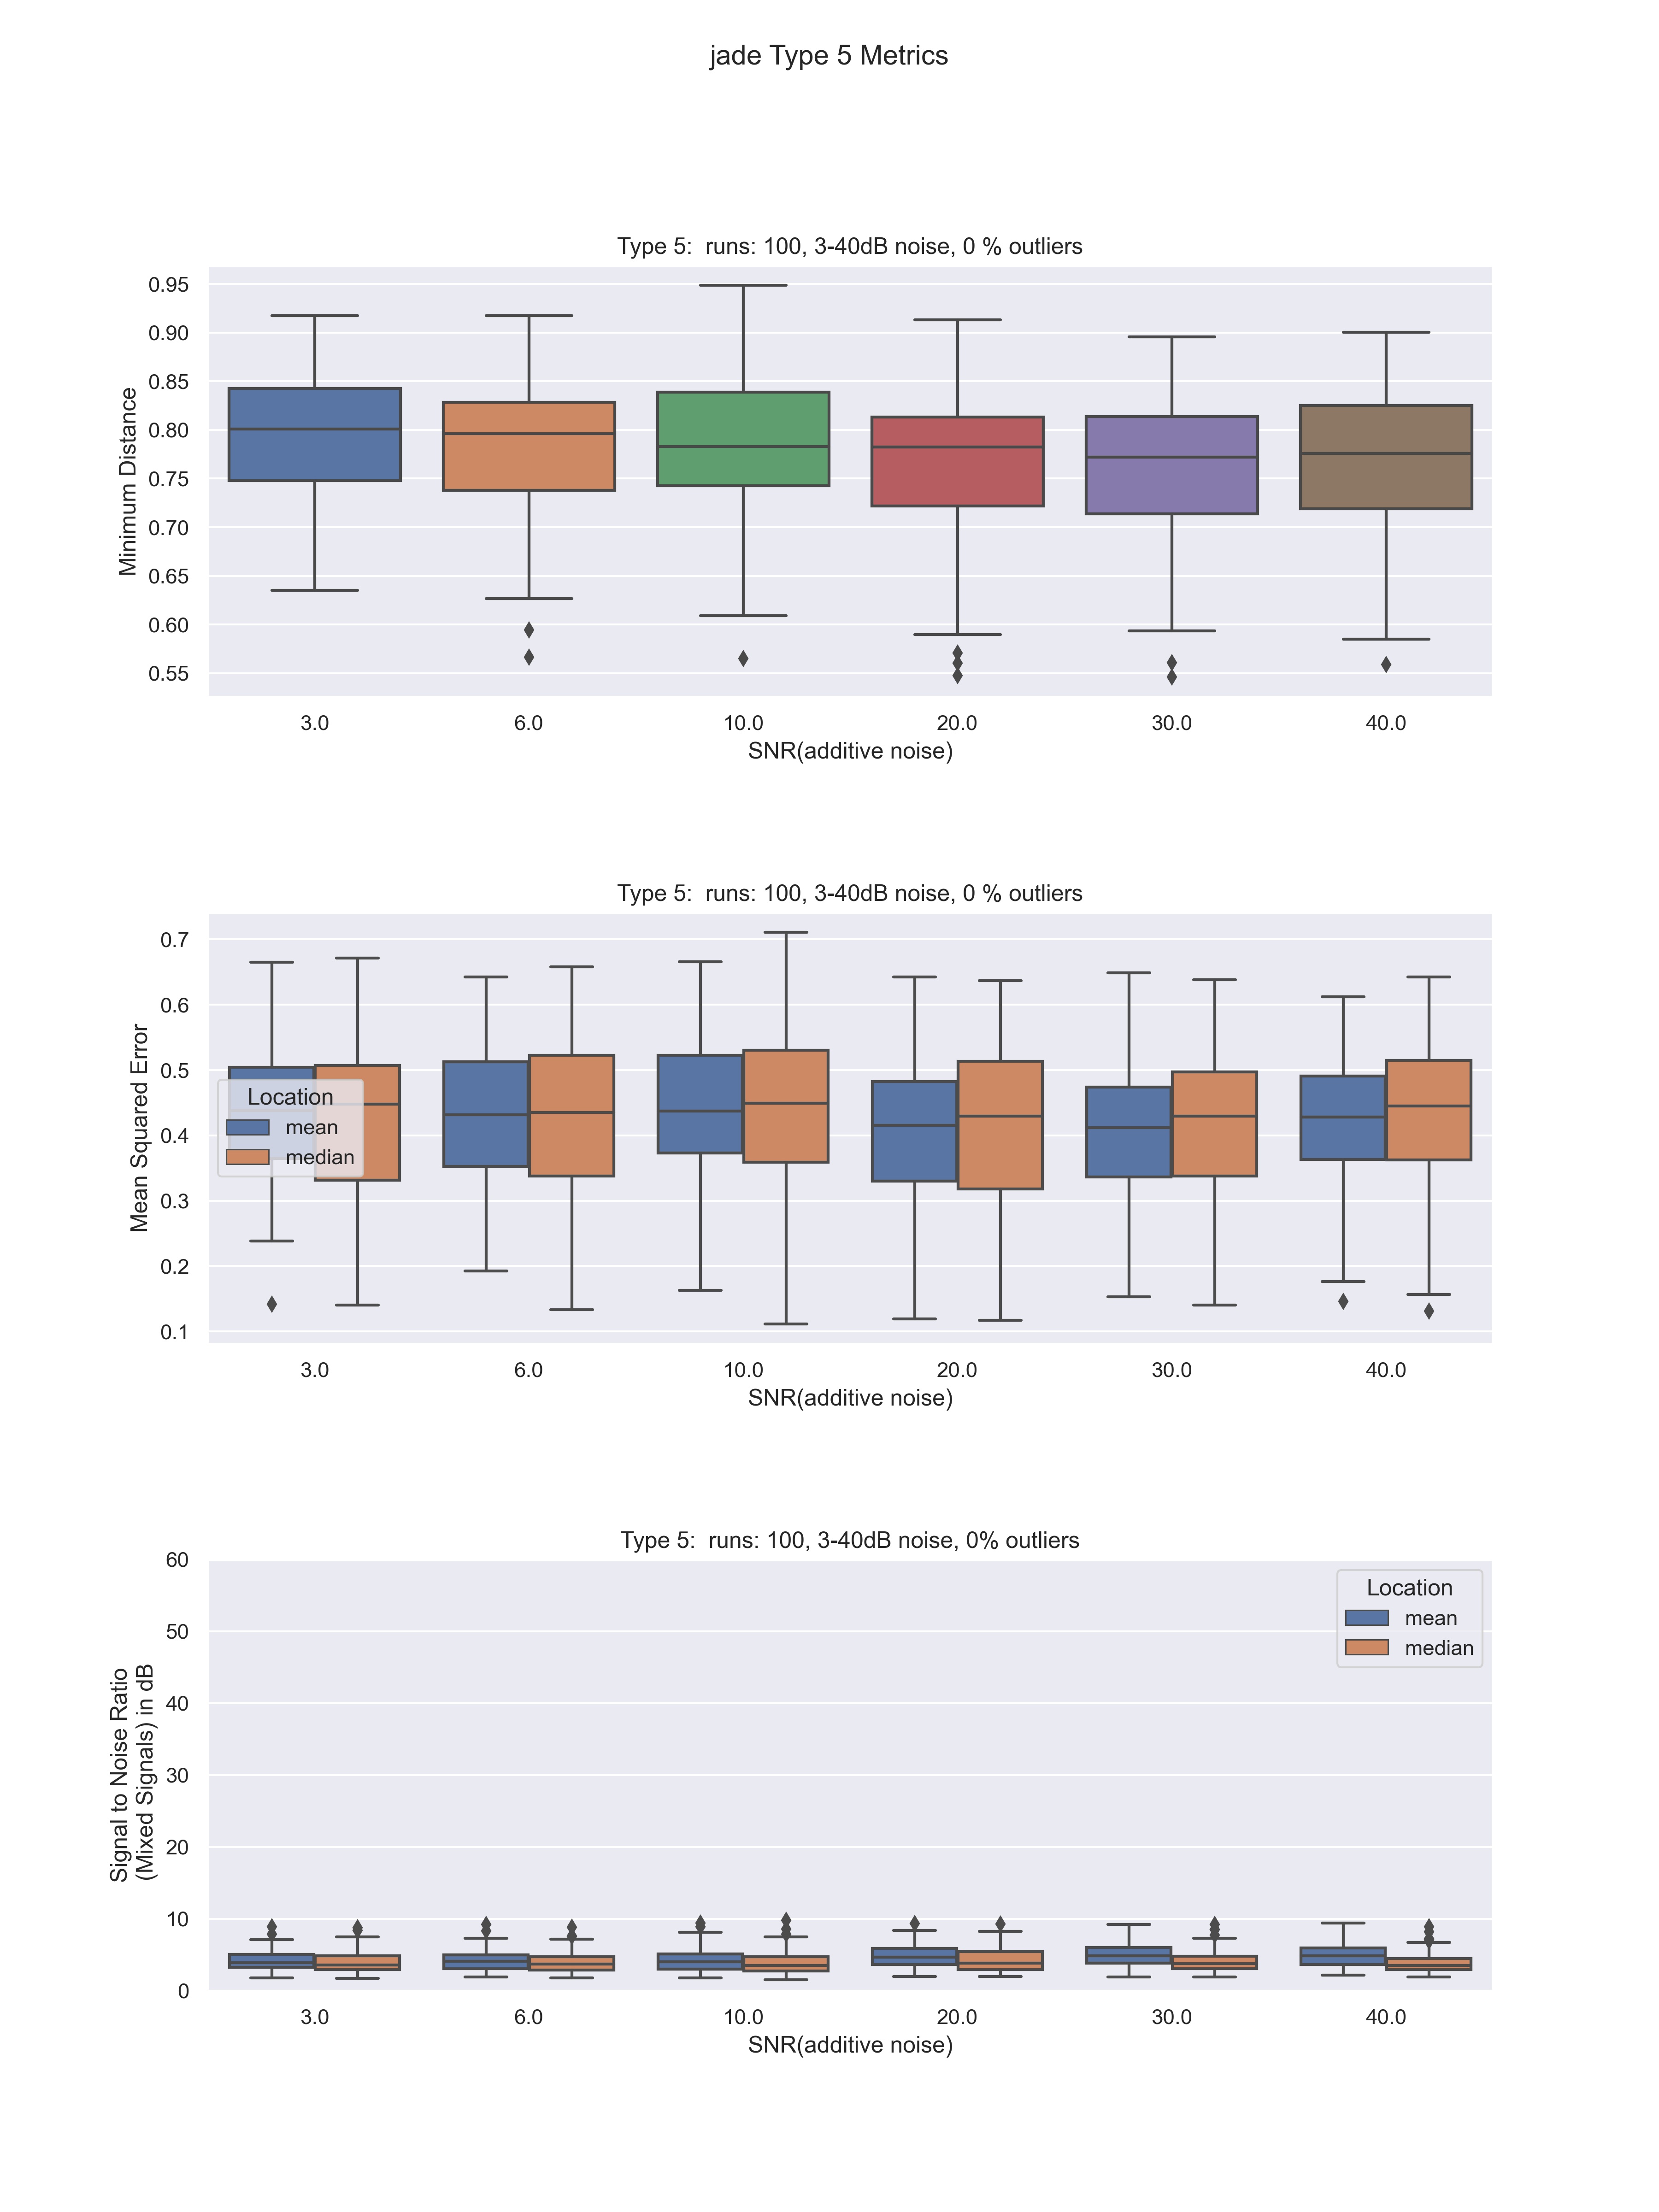 jade Type 5 Metrics
Type 5:  runs: 100, 3-40dB noise, 0 % outliers
0.95
0.90
0.85
0.80
0.75
0.70
0.65
0.60
0.55
Minimum Distance
3.0 6.0 10.0 20.0 30.0 40.0
SNR(additive noise)
Type 5:  runs: 100, 3-40dB noise, 0 % outliers
0.7
0.6
0.5
0.4
0.3
0.2
0.1
Mean Squared Error
Location
mean
median
3.0 6.0 10.0 20.0 30.0 40.0
SNR(additive noise)
Type 5:  runs: 100, 3-40dB noise, 0% outliers
60
50
40
30
20
10
0
Signal to Noise Ratio
(Mixed Signals) in dB
Location
mean
median
3.0 6.0 10.0 20.0 30.0 40.0
SNR(additive noise)